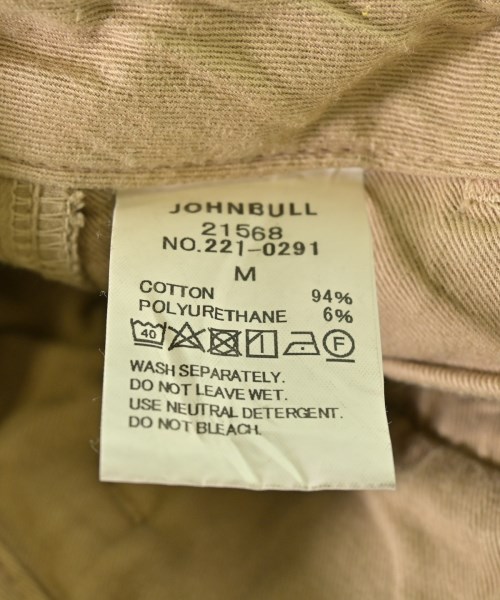 JOHNBULL
21568
NO.221-0291
M
COTTON 94%
POLYURETHANE 6%
40 F
WASH SEPARATELY.
DO NOT LEAVE WET.
USE NEUTRAL DETERGENT.
DO NOT BLEACH.